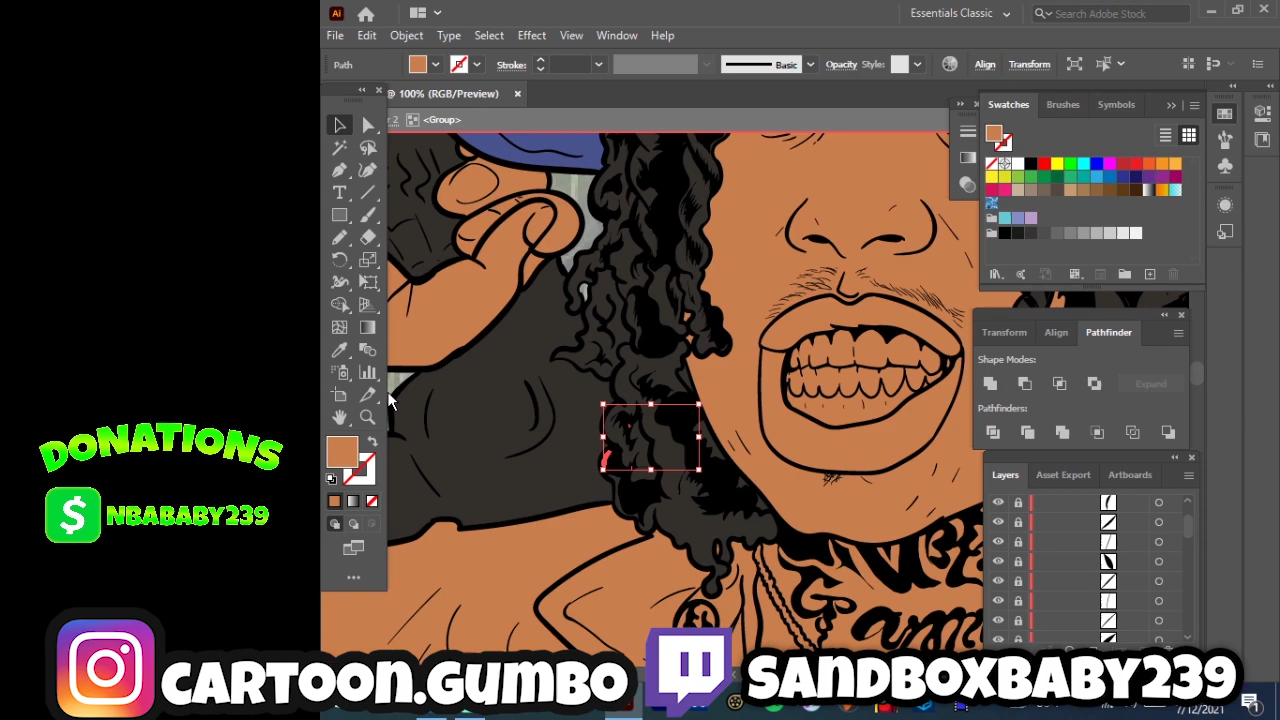 Ai
Essentials Classic
Search Adobe Stock
File Edit Object Type Select Effect View Window Help
Path
Stroke:
Basic
Opacity
Style:
Align
Transform
@ 100% (RGB/Preview)
<Group>
Swatches
Brushes
Symbols
Transform
Align
Pathfinder
Shape Modes:
Expand
Pathfinders:
Layers
Asset Export
Artboards
DONATIONS
$
NBABABY239
CARTOON.GUMBO
SANDBOXBABY239
7/12/2021